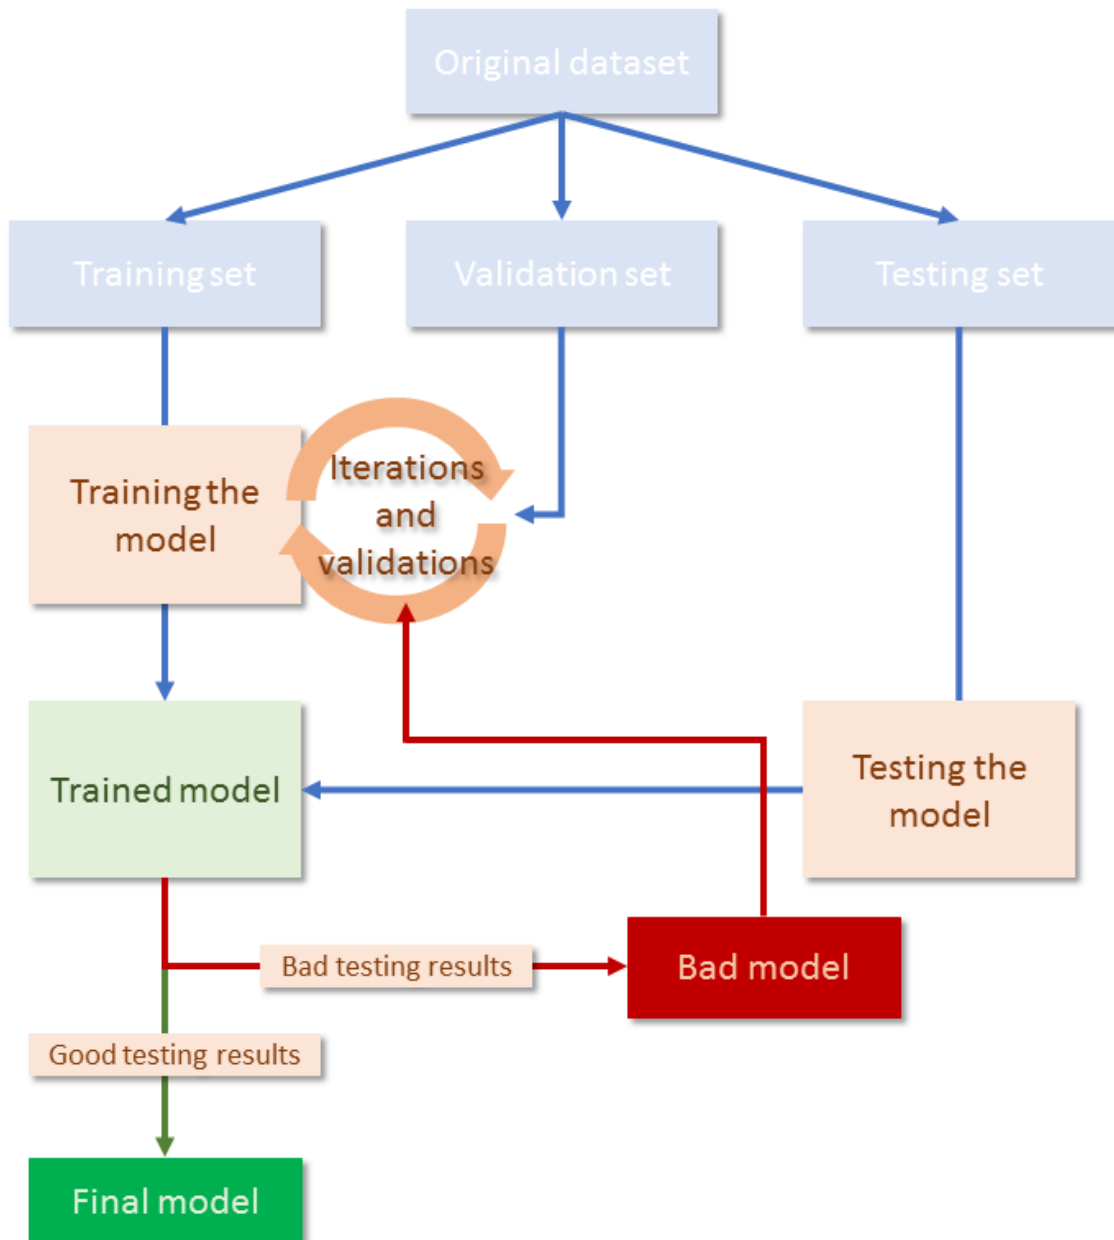 Original dataset
Training set
Validation set
Testing set
Training the
model
Iterations
and
validations
Trained model
Testing the
model
Bad testing results
Bad model
Good testing results
Final model